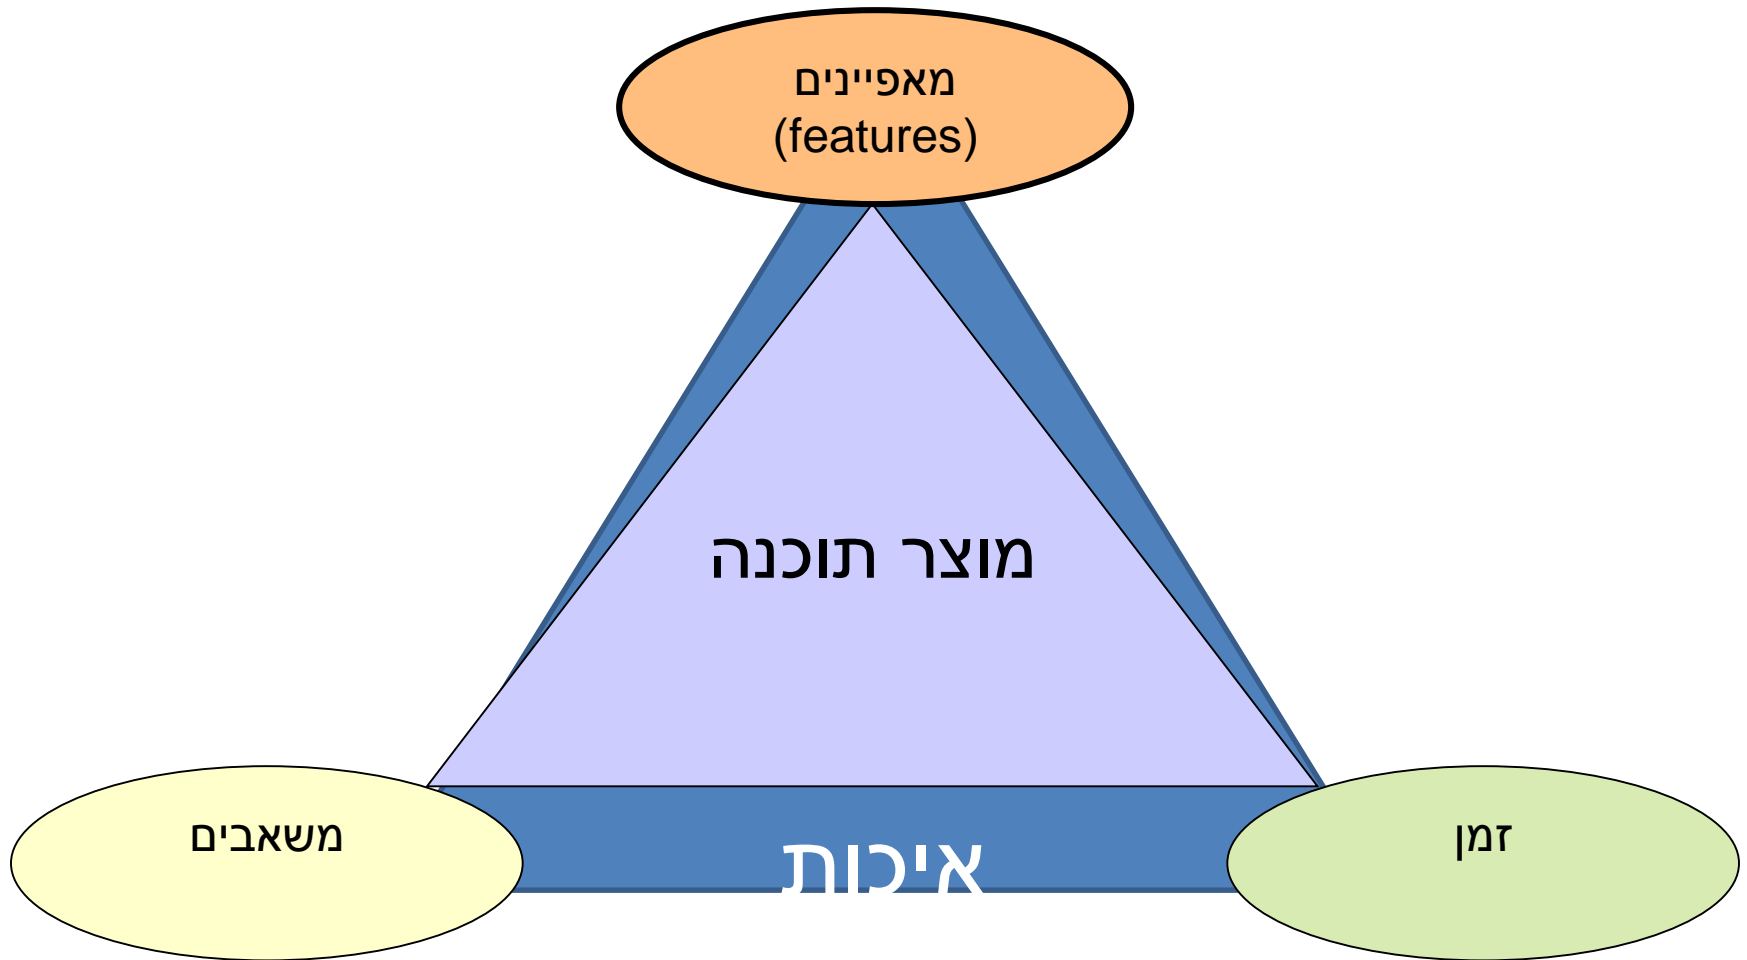 מאפיינים
(features)
מוצר תוכנה
זמן
משאבים
איכות